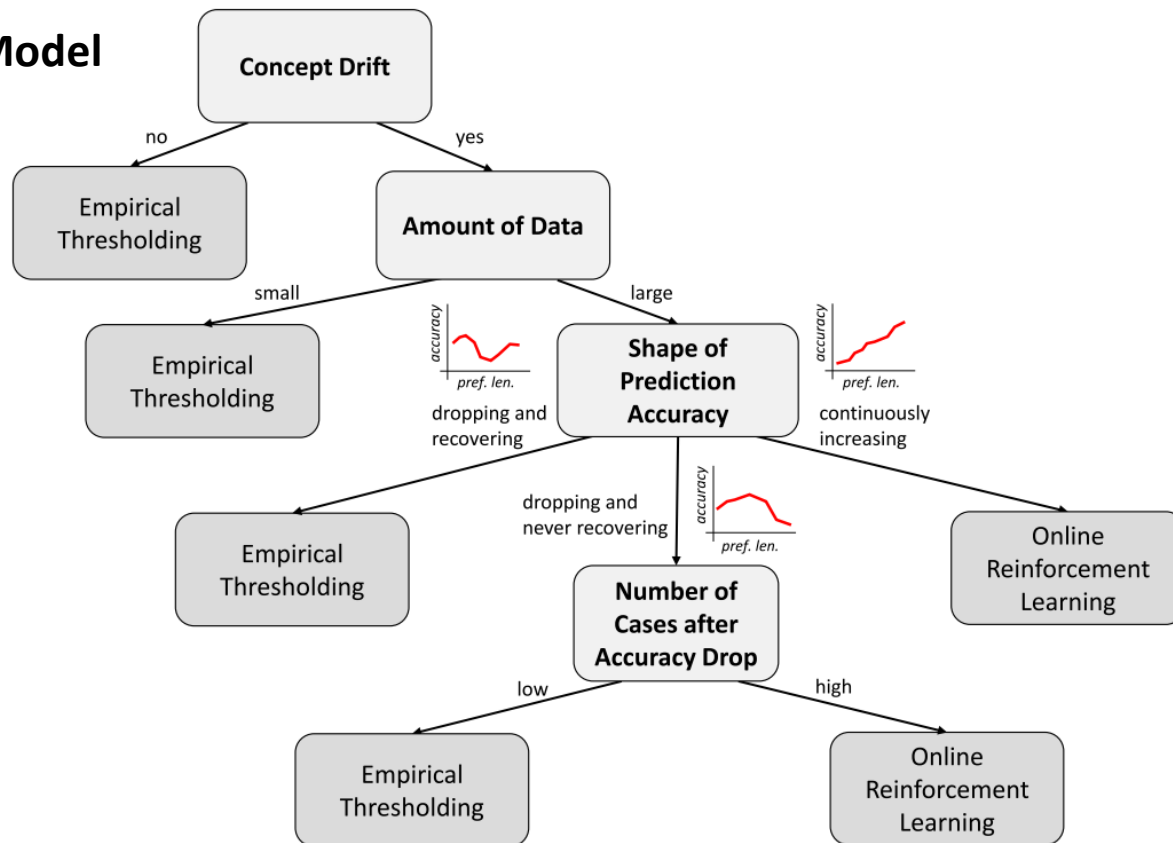 Model
Concept Drift
no
yes
Empirical
Thresholding
Amount of Data
small
large
Empirical
Thresholding
accuracy
pref. len.
dropping and
recovering
Shape of
Prediction
Accuracy
accuracy
pref. len.
continuously
increasing
dropping and
never recovering
accuracy
pref. len.
Empirical
Thresholding
Online
Reinforcement
Learning
Number of
Cases after
Accuracy Drop
low
high
Empirical
Thresholding
Online
Reinforcement
Learning